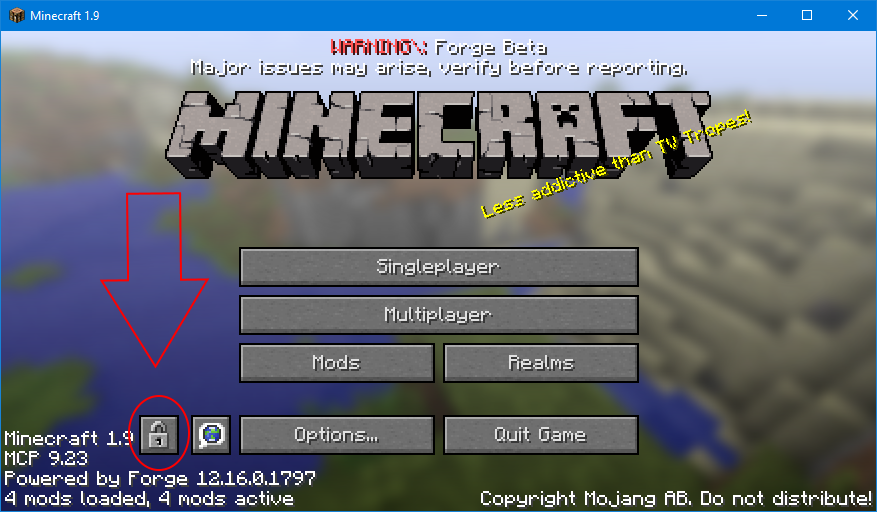 Minecraft 1.9
WARNING\: Forge Beta
Major issues may arise, verify before reporting.
MINECRAFT
Less addictive than TV Tropes!
Singleplayer
Multiplayer
Mods
Realms
Options...
Quit Game
Minecraft 1.9
MCP 9.23
Powered by Forge 12.16.0.1797
4 mods loaded, 4 mods active
Copyright Mojang AB. Do not distribute!